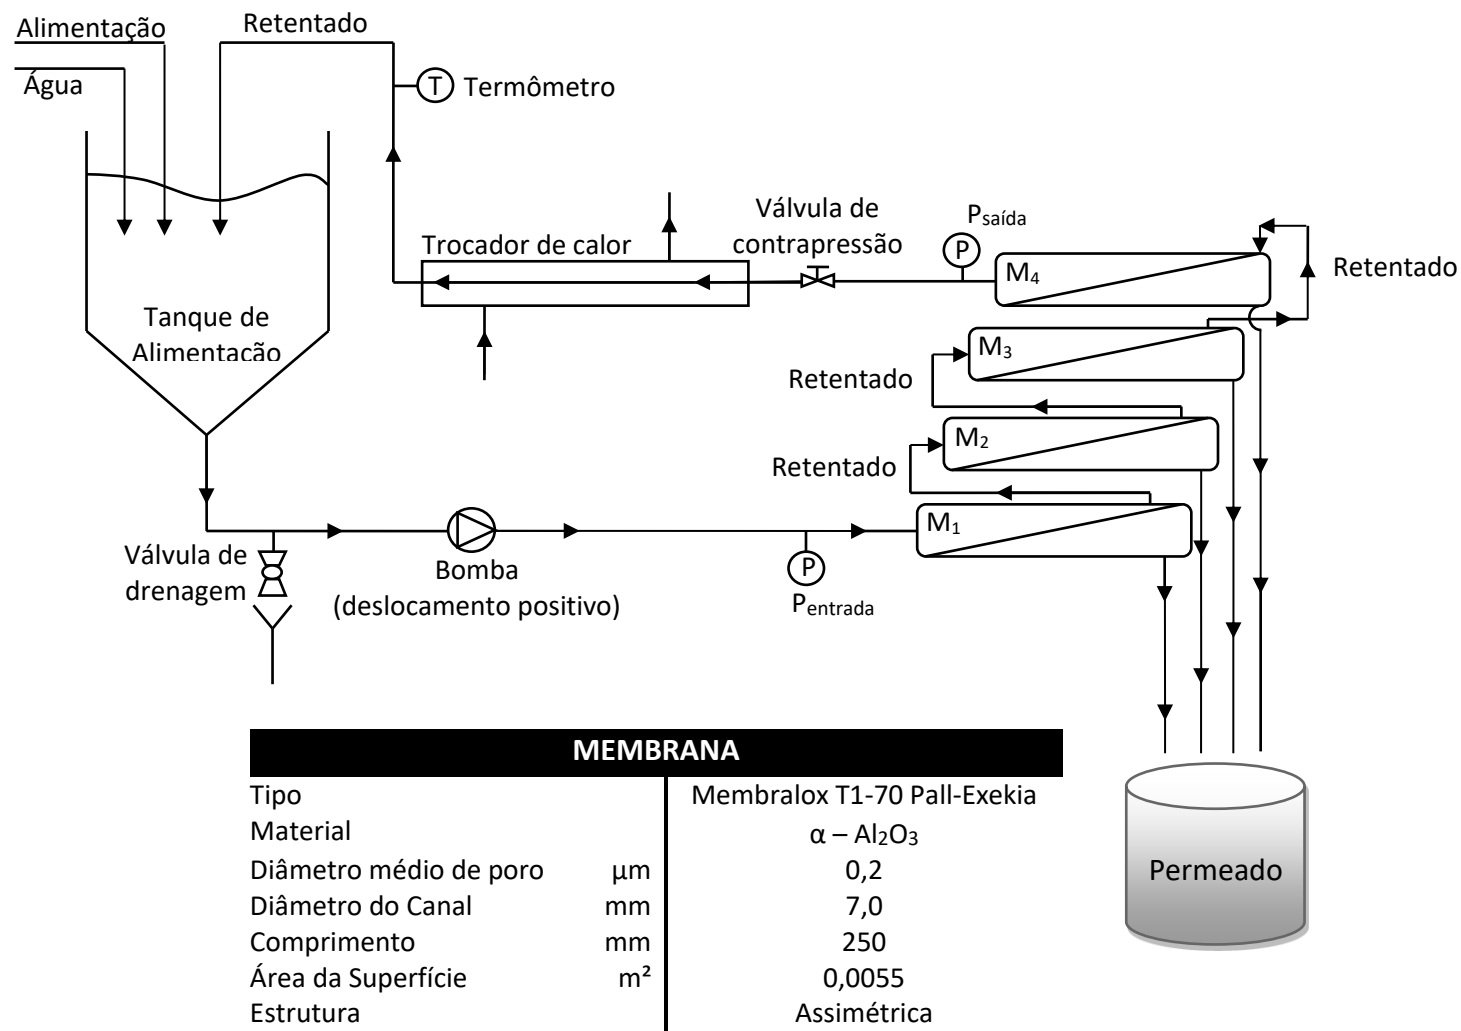 Alimentação
Retentado
Água
T
Termômetro
Válvula de
contrapressão
P
Psaída
Trocador de calor
M4
Retentado
Tanque de
Alimentação
M3
Retentado
M2
Retentado
M1
Válvula de
drenagem
Bomba
(deslocamento positivo)
P
Pentrada
MEMBRANA
Tipo Membralox T1-70 Pall-Exekia
Material α – Al2O3
Diâmetro médio de poro µm 0,2
Diâmetro do Canal mm 7,0
Comprimento mm 250
Área da Superfície m² 0,0055
Estrutura Assimétrica
Permeado